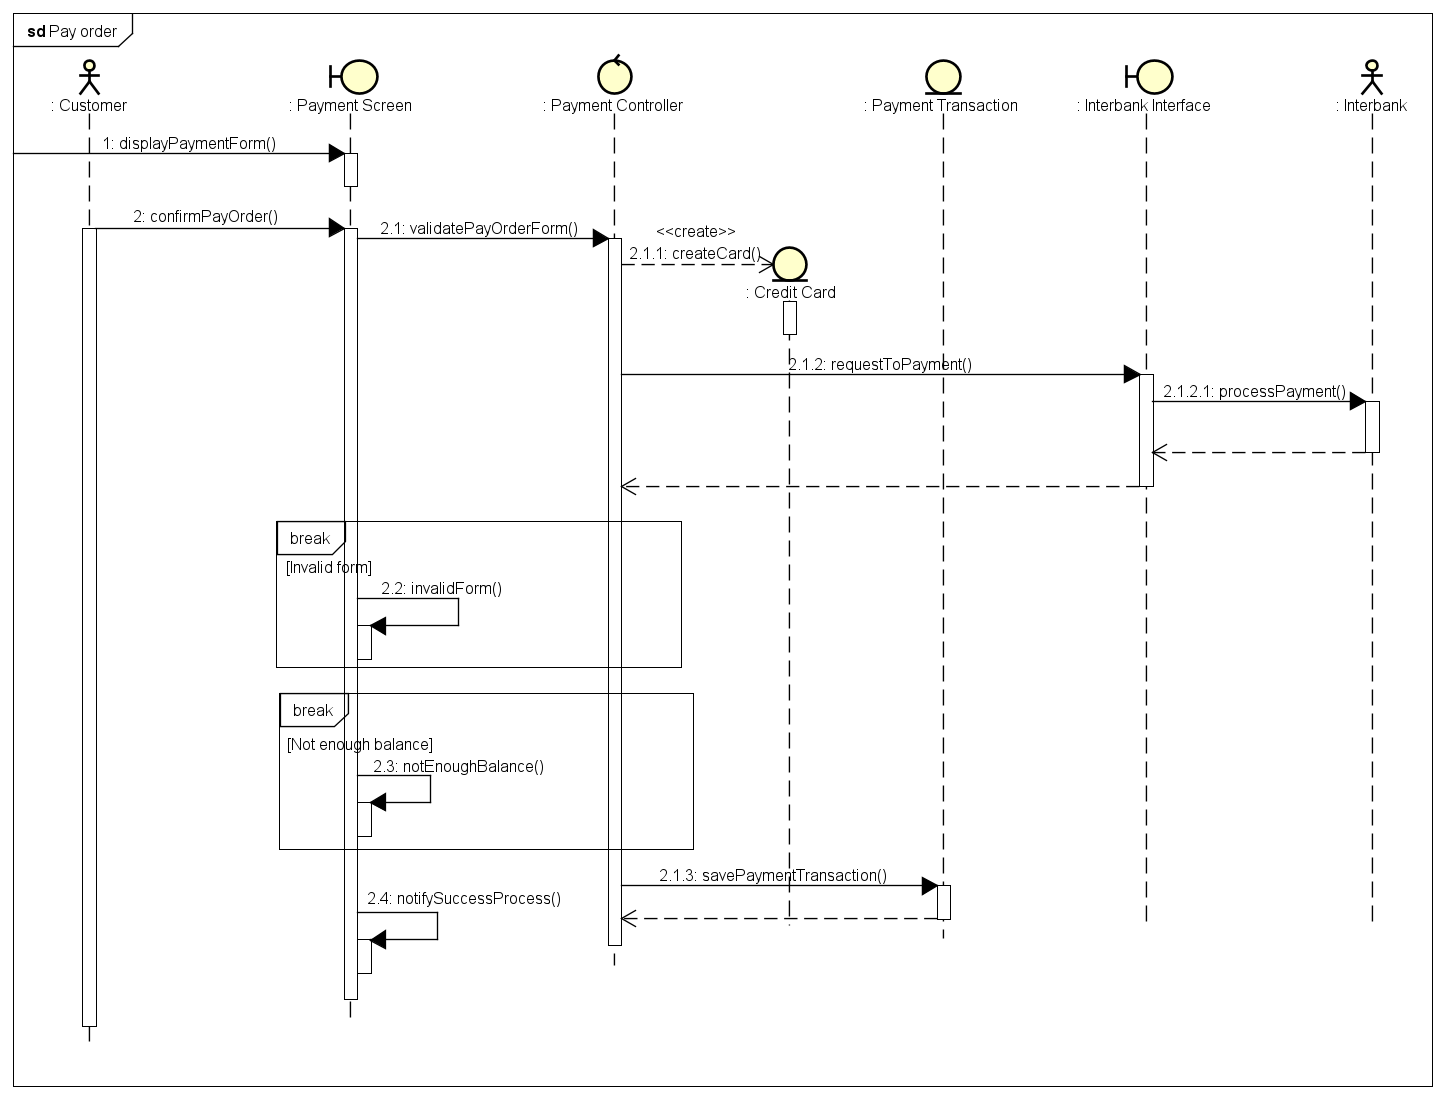 sd Pay order
: Customer
: Payment Screen
: Payment Controller
: Payment Transaction
: Interbank Interface
: Interbank
1: displayPaymentForm()
2: confirmPayOrder()
2.1: validatePayOrderForm()
<<create>>
2.1.1: createCard()
: Credit Card
2.1.2: requestToPayment()
2.1.2.1: processPayment()
break
[Invalid form]
2.2: invalidForm()
break
[Not enough balance]
2.3: notEnoughBalance()
2.1.3: savePaymentTransaction()
2.4: notifySuccessProcess()